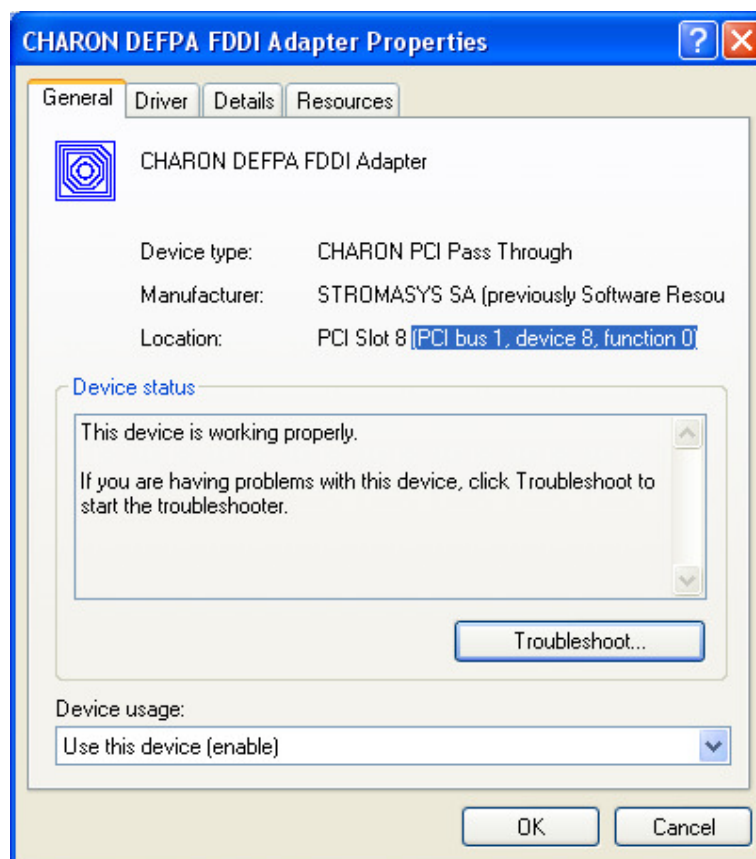 CHARON DEFPA FDDI Adapter Properties
General Driver Details Resources
CHARON DEFPA FDDI Adapter
Device type: CHARON PCI Pass Through
Manufacturer: STROMASYS SA (previously Software Resou
Location: PCI Slot 8 (PCI bus 1, device 8, function 0)
Device status
This device is working properly.
If you are having problems with this device, click Troubleshoot to
start the troubleshooter.
Troubleshoot...
Device usage:
Use this device (enable)
OK Cancel